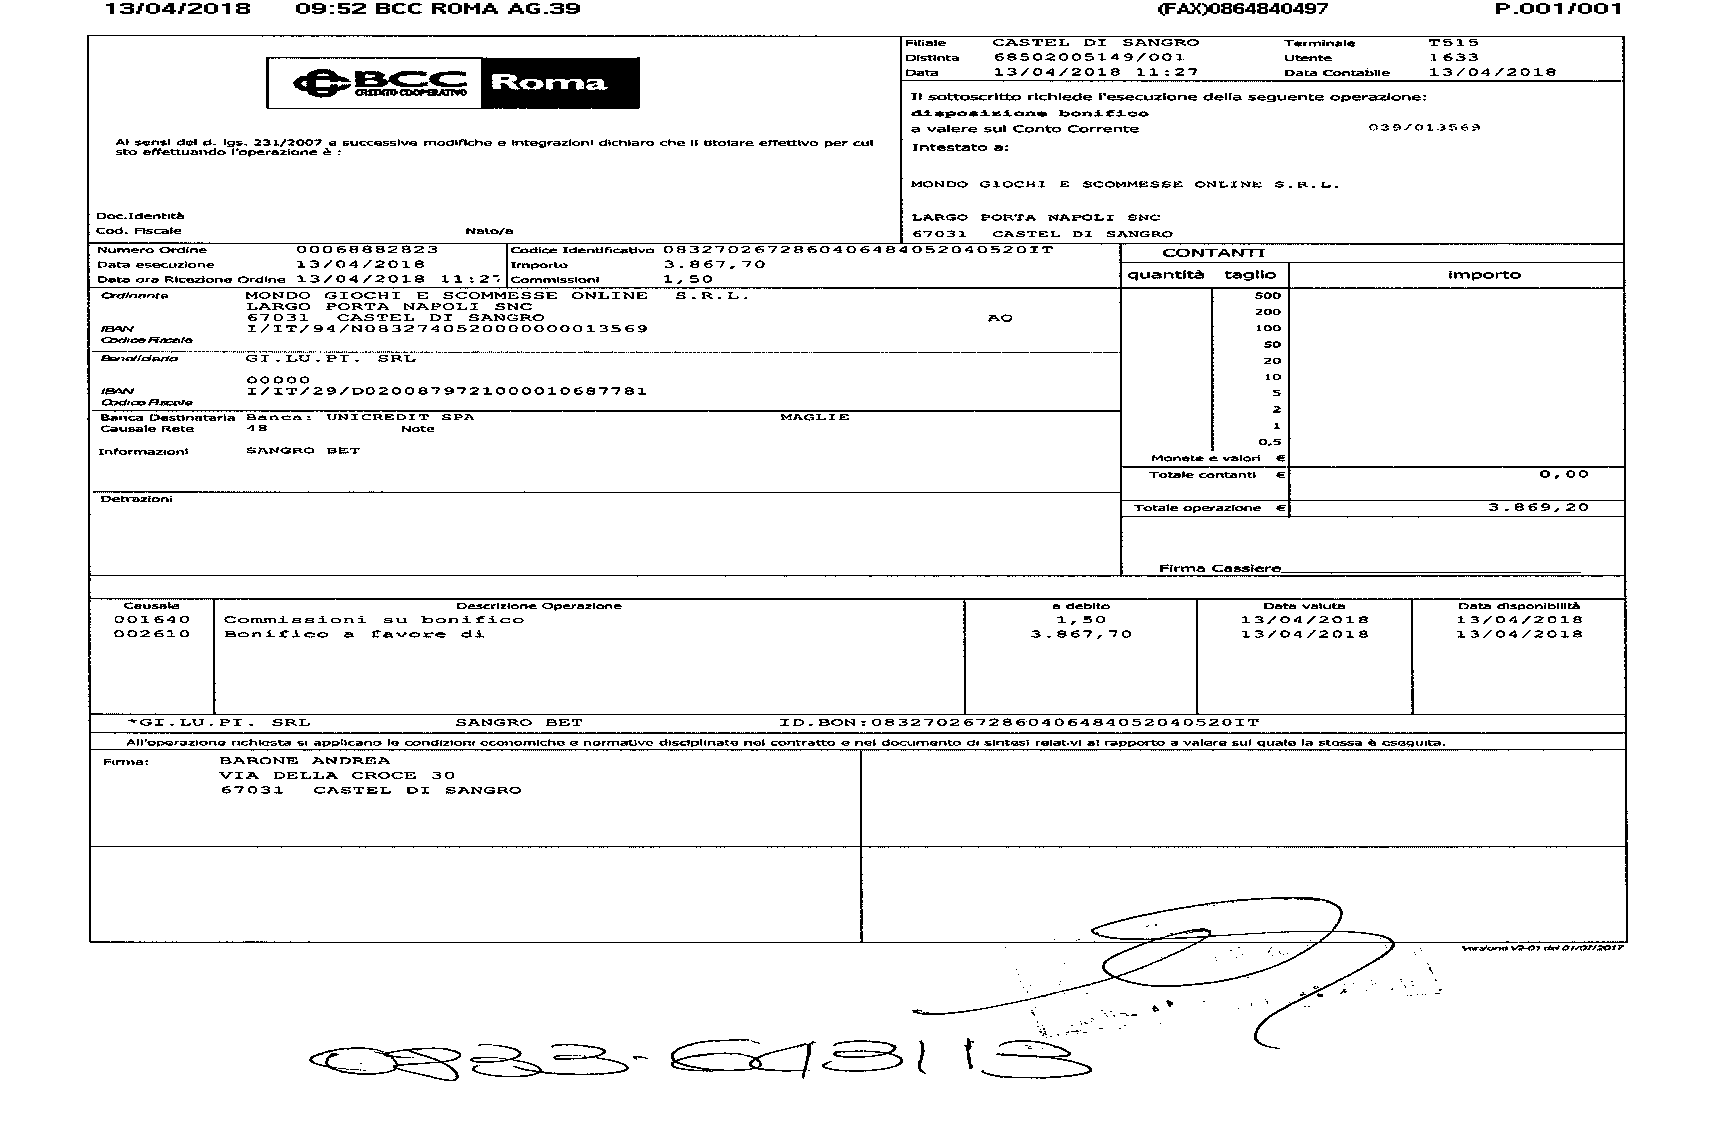 13/04/2018 09:52 BCC ROMA AG.39 (FAX)0864840497 P.001/001
BCC Roma
CREDITO COOPERATIVO
Filiale CASTEL DI SANGRO Terminale T515
Distinta 68502005149/001 Utente 1633
Data 13/04/2018 11:27 Data Contabile 13/04/2018
Il sottoscritto richiede l'esecuzione della seguente operazione:
disposizione bonifico
a valere sul Conto Corrente 039/013569
Intestato a:
MONDO GIOCHI E SCOMMESSE ONLINE S.R.L.
LARGO PORTA NAPOLI SNC
67031 CASTEL DI SANGRO
Ai sensi del d. lgs. 231/2007 e successive modifiche e integrazioni dichiaro che il titolare effettivo per cui
sto effettuando l'operazione è :
Doc.Identità
Cod. Fiscale Nato/a
Numero Ordine 00068882823 Codice Identificativo 0832702672860406484052040520IT
Data esecuzione 13/04/2018 Importo 3.867,70
Data ora Ricezione Ordine 13/04/2018 11:27 Commissioni 1,50
Ordinante MONDO GIOCHI E SCOMMESSE ONLINE S.R.L.
LARGO PORTA NAPOLI SNC
67031 CASTEL DI SANGRO AQ
IBAN I/IT/94/N0832740520000000013569
Codice Fiscale
Beneficiario GI.LU.PI. SRL
00000
IBAN I/IT/29/D0200879721000010687781
Codice Fiscale
Banca Destinataria Banca: UNICREDIT SPA MAGLIE
Causale Rete 48 Note
Informazioni SANGRO BET
Detrazioni
CONTANTI
quantità taglio importo
500
200
100
50
20
10
5
2
1
0,5
Monete e valori €
Totale contanti € 0,00
Totale operazione € 3.869,20
Firma Cassiere
Causale Descrizione Operazione a debito Data valuta Data disponibilità
001640 Commissioni su bonifico 1,50 13/04/2018 13/04/2018
002610 Bonifico a favore di 3.867,70 13/04/2018 13/04/2018
*GI.LU.PI. SRL SANGRO BET ID.BON:0832702672860406484052040520IT
All'operazione richiesta si applicano le condizioni economiche e normative disciplinate nel contratto e nel documento di sintesi relativi al rapporto a valere sul quale la stessa è eseguita.
Firma: BARONE ANDREA
VIA DELLA CROCE 30
67031 CASTEL DI SANGRO
Versione V2-01 del 01/07/2017
0833-643113